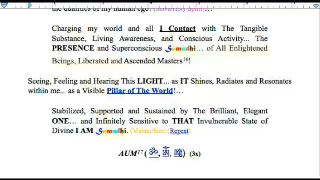 Charging my world and all I Contact with The Tangible
Substance, Living Awareness, and Conscious Activity... The
PRESENCE and Superconscious Samadhi... of All Enlightened
Beings, Liberated and Ascended Masters
Seeing, Feeling and Hearing This LIGHT... as IT Shines, Radiates and Resonates
within me.. as a Visible Pillar of The World!...
Stabilized, Supported and Sustained by The Brilliant, Elegant
ONE... and Infinitely Sensitive to THAT Invulnerable State of
Divine I AM Samadhi. (Repeat)
AUM (3x)